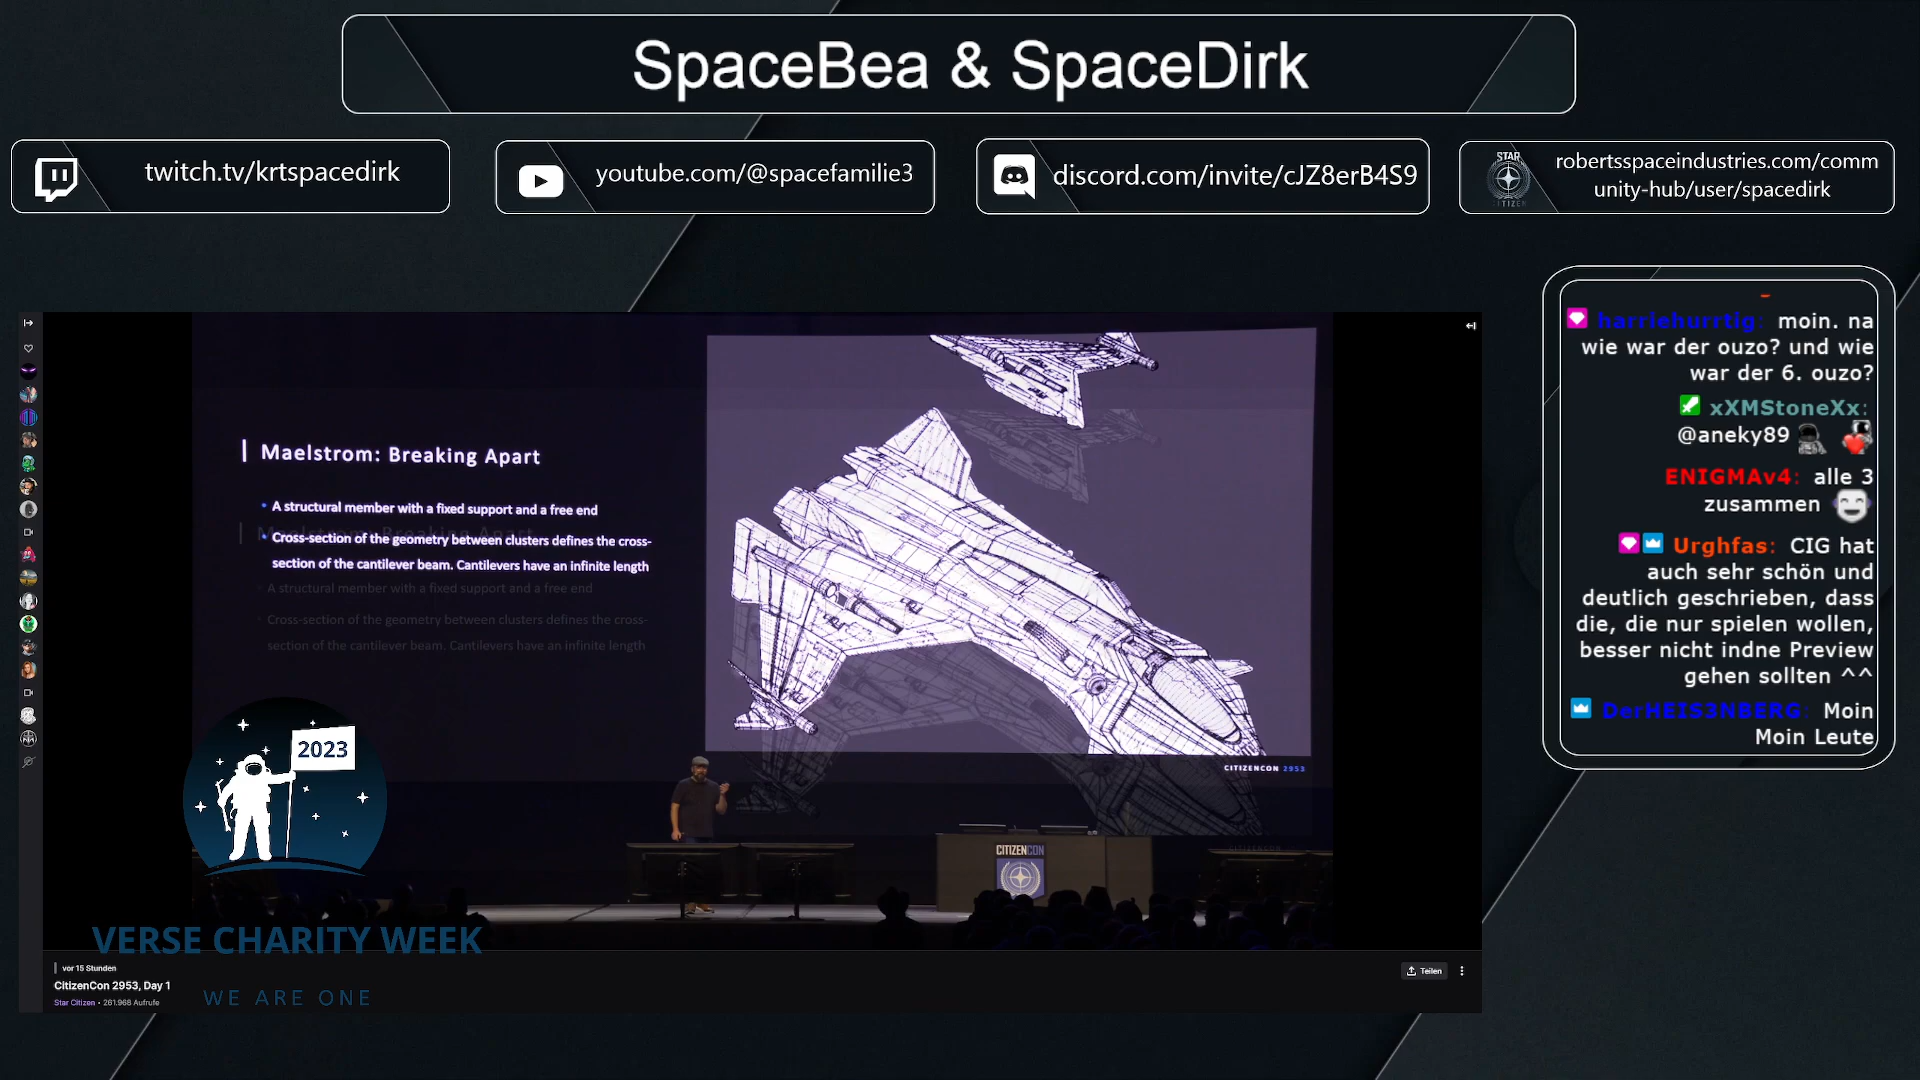 SpaceBea & SpaceDirk
twitch.tv/krtspacedirk
youtube.com/@spacefamilie3
discord.com/invite/cJZ8erB4S9
STAR
CITIZEN
robertsspaceindustries.com/comm
unity-hub/user/spacedirk
harriehurrtig: moin. na
wie war der ouzo? und wie
war der 6. ouzo?
xXMStoneXx:
@aneky89
ENIGMAv4: alle 3
zusammen
Urghfas: CIG hat
auch sehr schön und
deutlich geschrieben, dass
die, die nur spielen wollen,
besser nicht indne Preview
gehen sollten ^^
DerHEIS3NBERG: Moin
Moin Leute
Maelstrom: Breaking Apart
• A structural member with a fixed support and a free end
Maelstrom: Breaking Apart
• Cross-section of the geometry between clusters defines the cross-
section of the cantilever beam. Cantilevers have an infinite length
• A structural member with a fixed support and a free end
• Cross-section of the geometry between clusters defines the cross-
section of the cantilever beam. Cantilevers have an infinite length
CITIZENCON 2953
CITIZENCON
2023
VERSE CHARITY WEEK
WE ARE ONE
vor 15 Stunden
CitizenCon 2953, Day 1
Star Citizen • 261.968 Aufrufe
Teilen